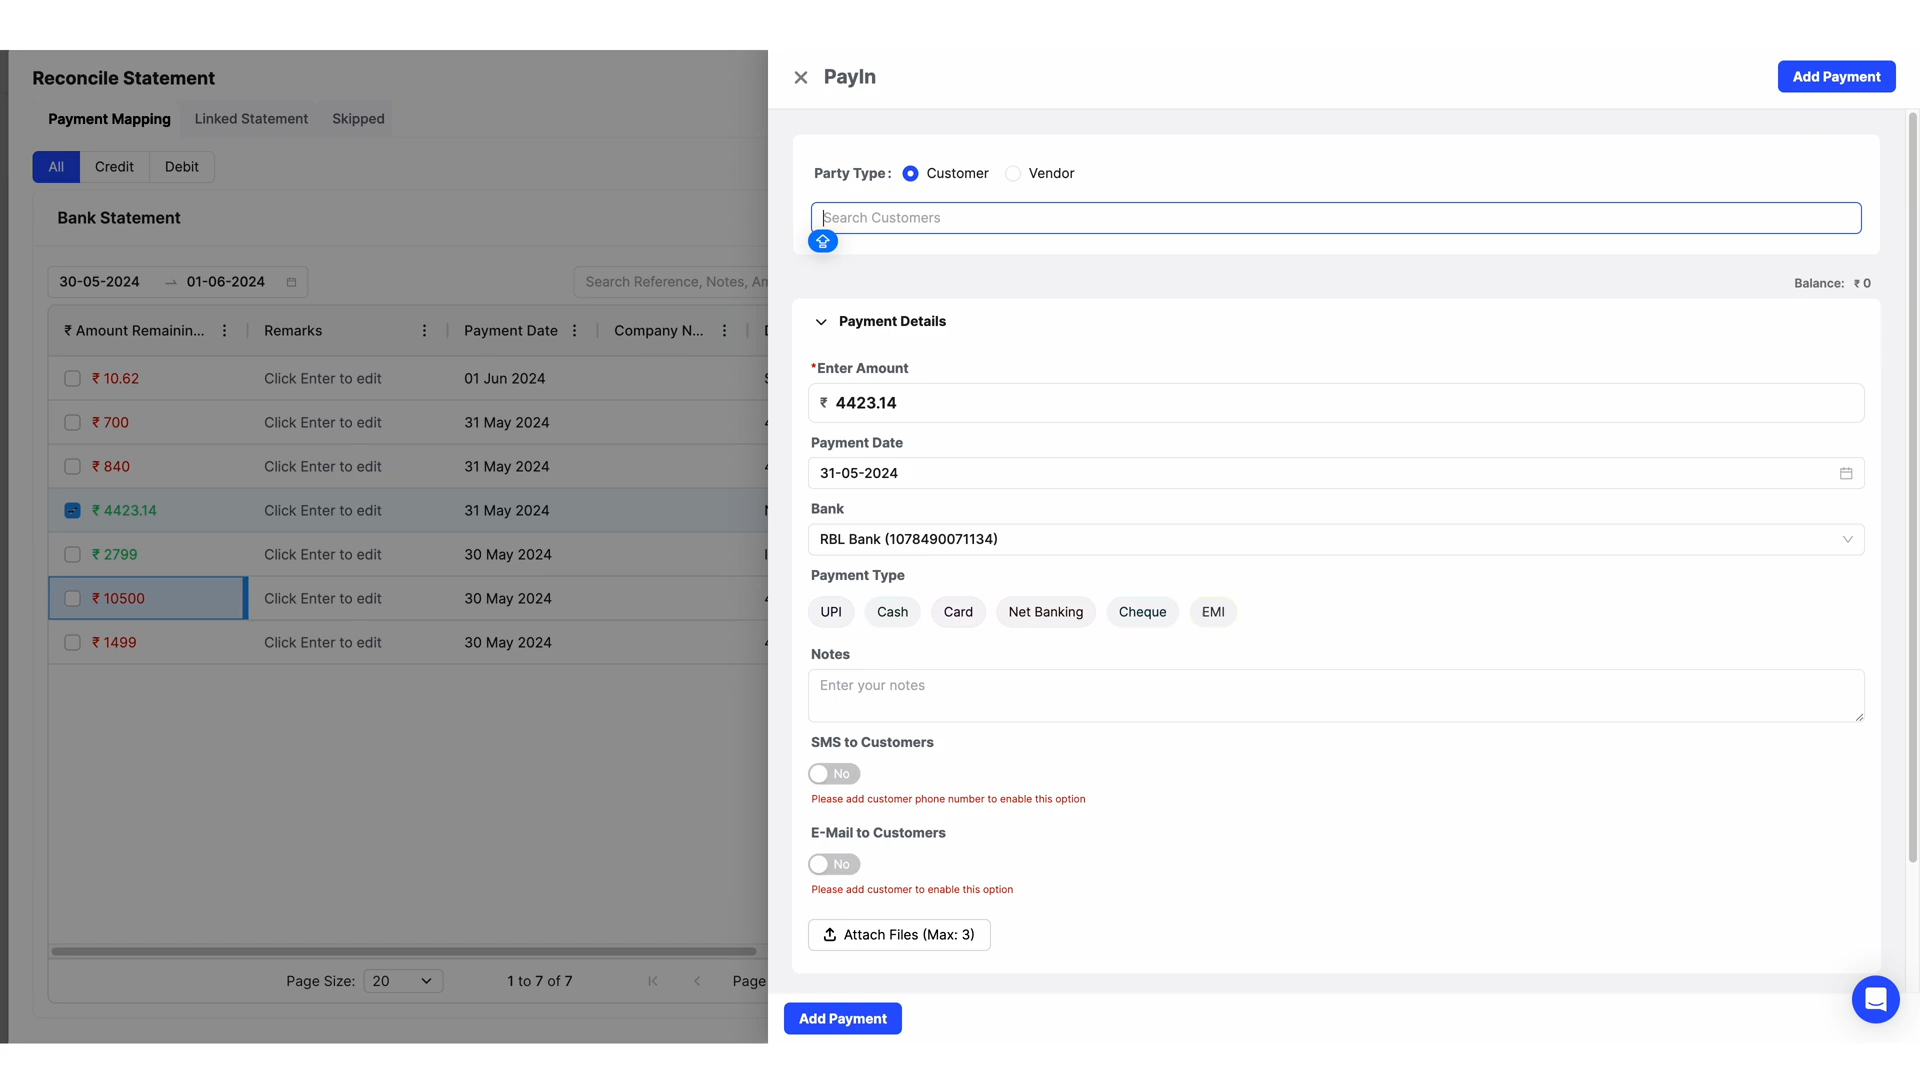 Reconcile Statement
Payment Mapping
Linked Statement
Skipped
All
Credit
Debit
Bank Statement
30-05-2024
01-06-2024
Search Reference, Notes, Am
₹ Amount Remainin...
Remarks
Payment Date
Company N...
₹ 10.62
Click Enter to edit
01 Jun 2024
₹ 700
Click Enter to edit
31 May 2024
₹ 840
Click Enter to edit
31 May 2024
₹ 4423.14
Click Enter to edit
31 May 2024
₹ 2799
Click Enter to edit
30 May 2024
₹ 10500
Click Enter to edit
30 May 2024
₹ 1499
Click Enter to edit
30 May 2024
Page Size:
20
1 to 7 of 7
Page
PayIn
Add Payment
Party Type :
Customer
Vendor
Search Customers
Balance: ₹ 0
Payment Details
*Enter Amount
₹ 4423.14
Payment Date
31-05-2024
Bank
RBL Bank (1078490071134)
Payment Type
UPI
Cash
Card
Net Banking
Cheque
EMI
Notes
Enter your notes
SMS to Customers
No
Please add customer phone number to enable this option
E-Mail to Customers
No
Please add customer to enable this option
Attach Files (Max: 3)
Add Payment